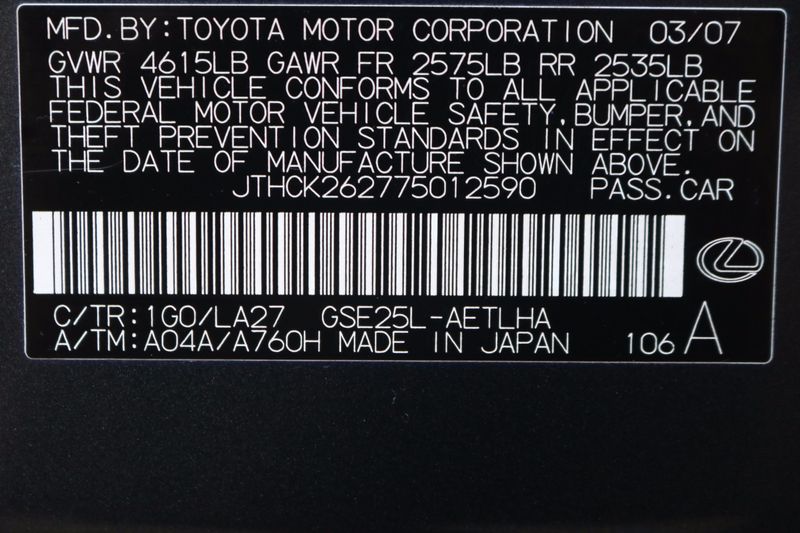 MFD. BY: TOYOTA MOTOR CORPORATION 03/07
GVWR 4615LB GAWR FR 2575LB RR 2535LB
THIS VEHICLE CONFORMS TO ALL APPLICABLE
FEDERAL MOTOR VEHICLE SAFETY, BUMPER, AND
THEFT PREVENTION STANDARDS IN EFFECT ON
THE DATE OF MANUFACTURE SHOWN ABOVE.
JTHCK262775012590 PASS. CAR
C/TR: 1G0/LA27 GSE25L-AETLHA
A/TM: A04A/A760H MADE IN JAPAN 106 A